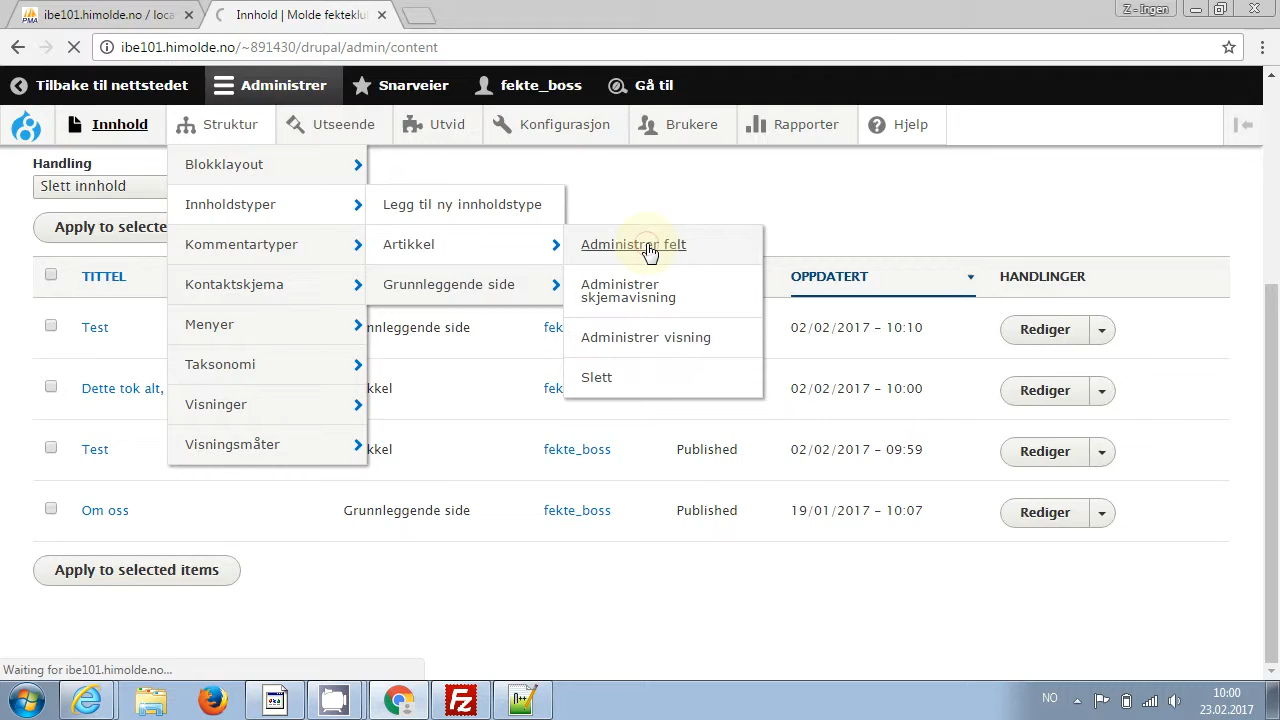 ibe101.himolde.no / loca
Innhold | Molde fekteklu
Z - Ingen
ibe101.himolde.no/~891430/drupal/admin/content
Tilbake til nettstedet
Administrer
Snarveier
fekte_boss
Gå til
Innhold
Struktur
Utseende
Utvid
Konfigurasjon
Brukere
Rapporter
Hjelp
Handling
Slett innhold
Apply to selecte
Blokklayout
Innholdstyper
Kommentartyper
Kontaktskjema
Menyer
Taksonomi
Visninger
Visningsmåter
Legg til ny innholdstype
Artikkel
Grunnleggende side
Administrer felt
Administrer
skjemavisning
Administrer visning
Slett
TITTEL
OPPDATERT
HANDLINGER
Test
nnleggende side
fek
02/02/2017 - 10:10
Rediger
Dette tok alt,
kkel
fek
02/02/2017 - 10:00
Rediger
Test
kkel
fekte_boss
Published
02/02/2017 - 09:59
Rediger
Om oss
Grunnleggende side
fekte_boss
Published
19/01/2017 - 10:07
Rediger
Apply to selected items
Waiting for ibe101.himolde.no...
NO
10:00
23.02.2017